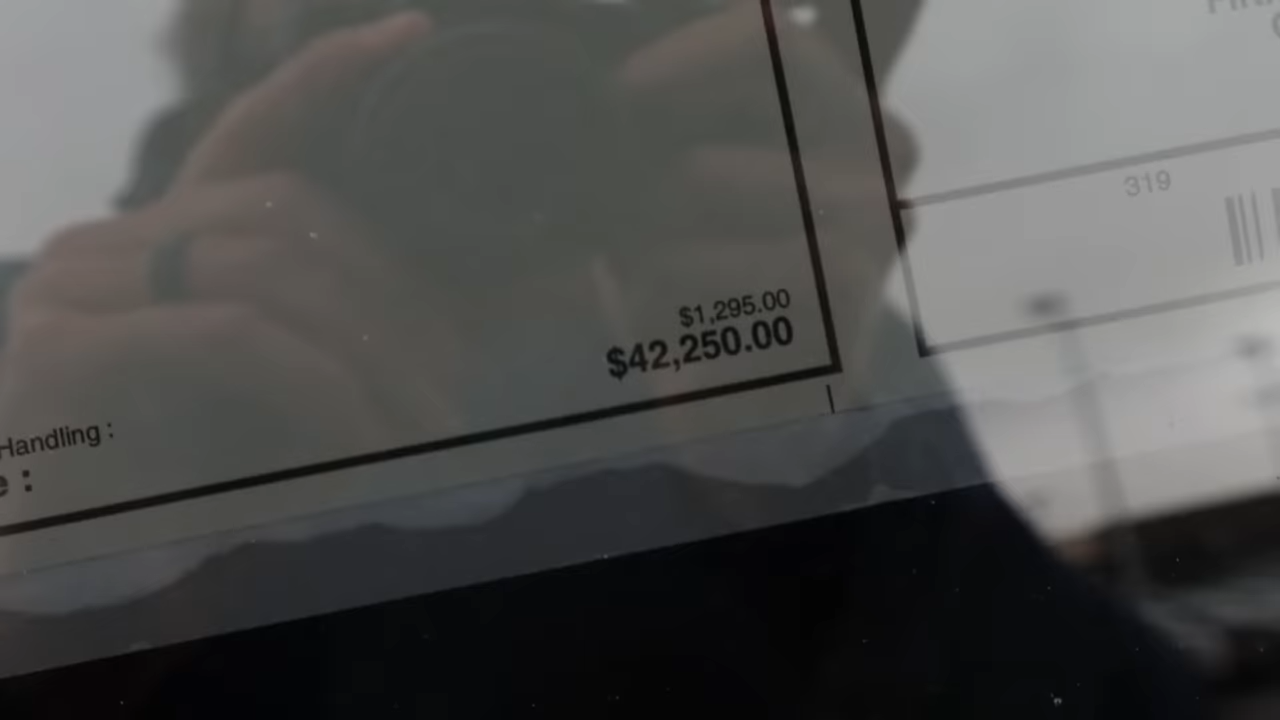 $1,295.00
$42,250.00
Handling :
:
319